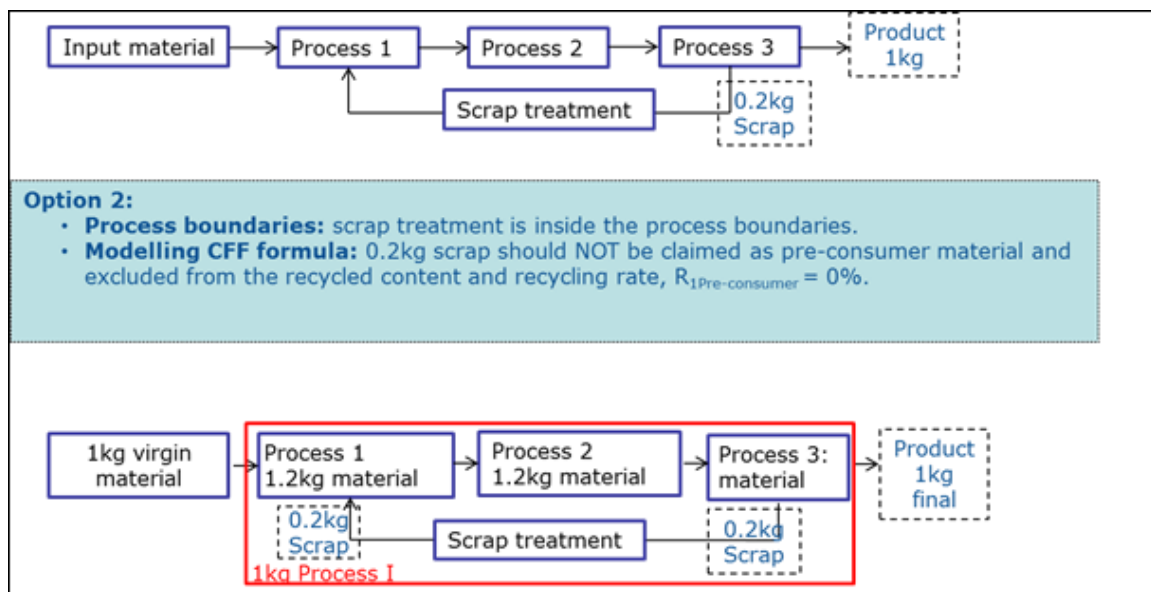 Input material
Process 1
Process 2
Process 3
Product
1kg
Scrap treatment
0.2kg
Scrap
Option 2:
• Process boundaries: scrap treatment is inside the process boundaries.
• Modelling CFF formula: 0.2kg scrap should NOT be claimed as pre-consumer material and
excluded from the recycled content and recycling rate, R1Pre-consumer = 0%.
1kg virgin
material
Process 1
1.2kg material
Process 2
1.2kg material
Process 3:
material
Product
1kg
final
0.2kg
Scrap
Scrap treatment
0.2kg
Scrap
1kg Process I